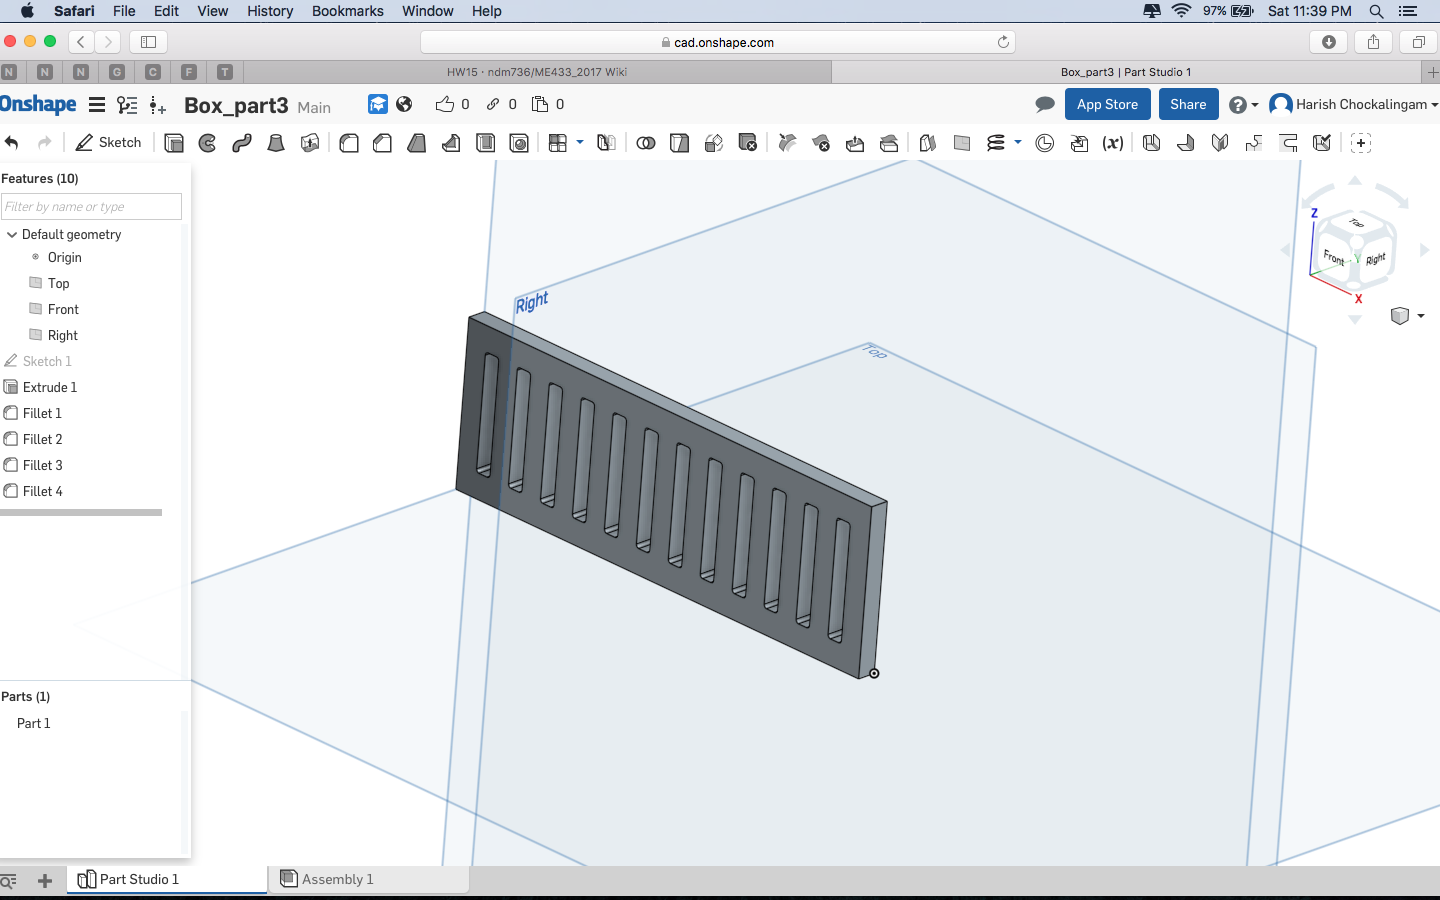 Safari File Edit View History Bookmarks Window Help 97% Sat 11:39 PM
cad.onshape.com
N N N G C F T HW15 · ndm736/ME433_2017 Wiki Box_part3 | Part Studio 1
Onshape Box_part3 Main 0 0 0 App Store Share Harish Chockalingam
Sketch (x)
Features (10)
Filter by name or type
Default geometry
Origin
Top
Front
Right
Sketch 1
Extrude 1
Fillet 1
Fillet 2
Fillet 3
Fillet 4
Right
Top
Z
Top
Front
Y
Right
X
Parts (1)
Part 1
Part Studio 1 Assembly 1